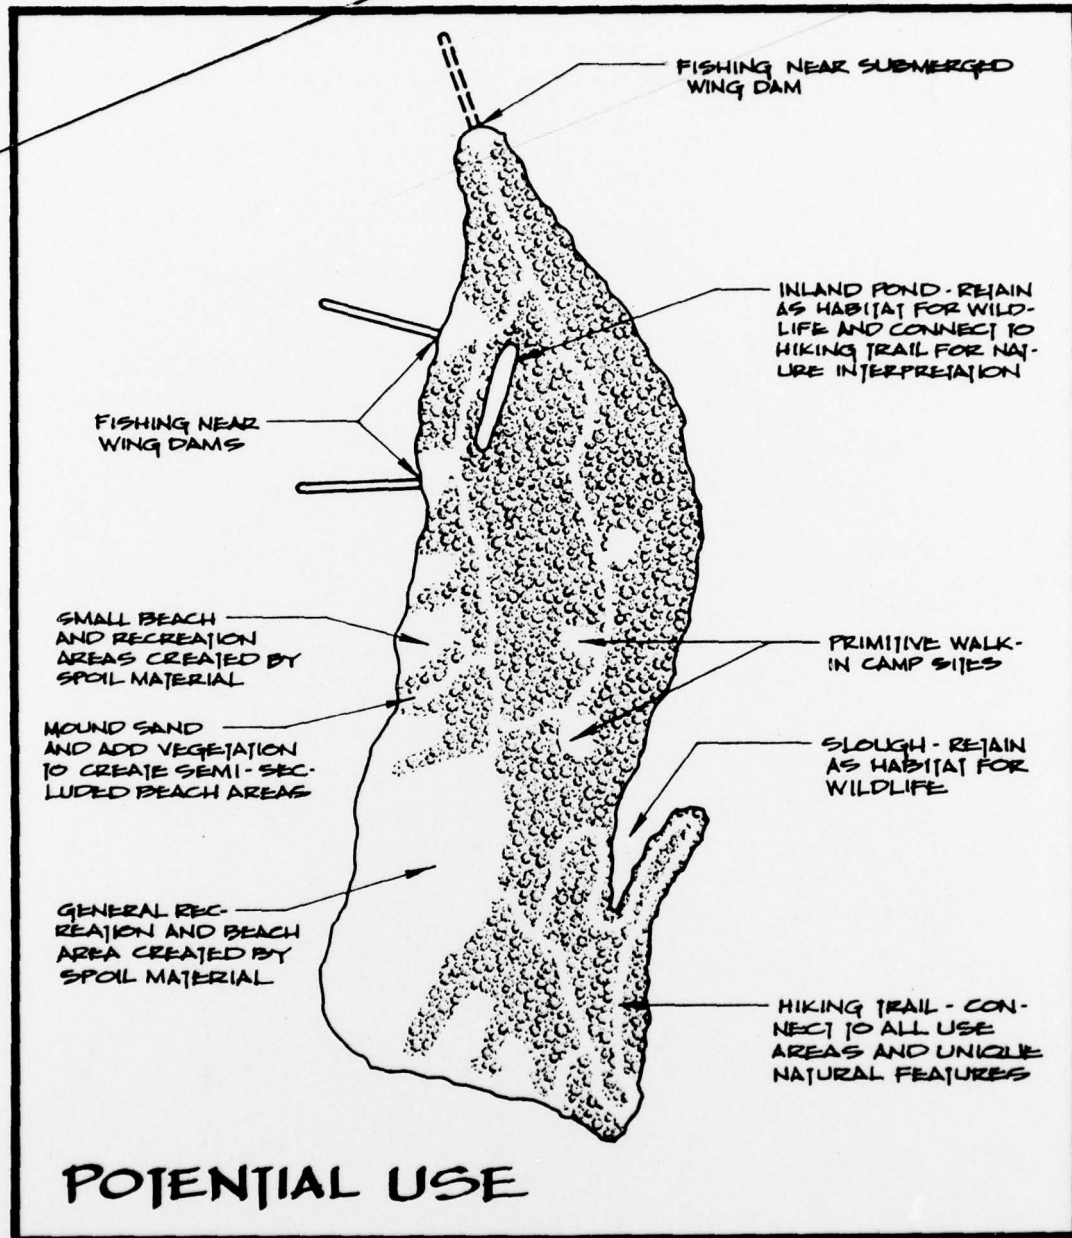 FISHING NEAR SUBMERGED
WING DAM
INLAND POND - RETAIN
AS HABITAT FOR WILD-
LIFE AND CONNECT TO
HIKING TRAIL FOR NAT-
URE INTERPRETATION
FISHING NEAR
WING DAMS
SMALL BEACH
AND RECREATION
AREAS CREATED BY
SPOIL MATERIAL
PRIMITIVE WALK-
IN CAMP SITES
MOUND SAND
AND ADD VEGETATION
TO CREATE SEMI-SEC-
LUDED BEACH AREAS
SLOUGH - RETAIN
AS HABITAT FOR
WILDLIFE
GENERAL REC-
REATION AND BEACH
AREA CREATED BY
SPOIL MATERIAL
HIKING TRAIL - CON-
NECT TO ALL USE
AREAS AND UNIQUE
NATURAL FEATURES
POTENTIAL USE